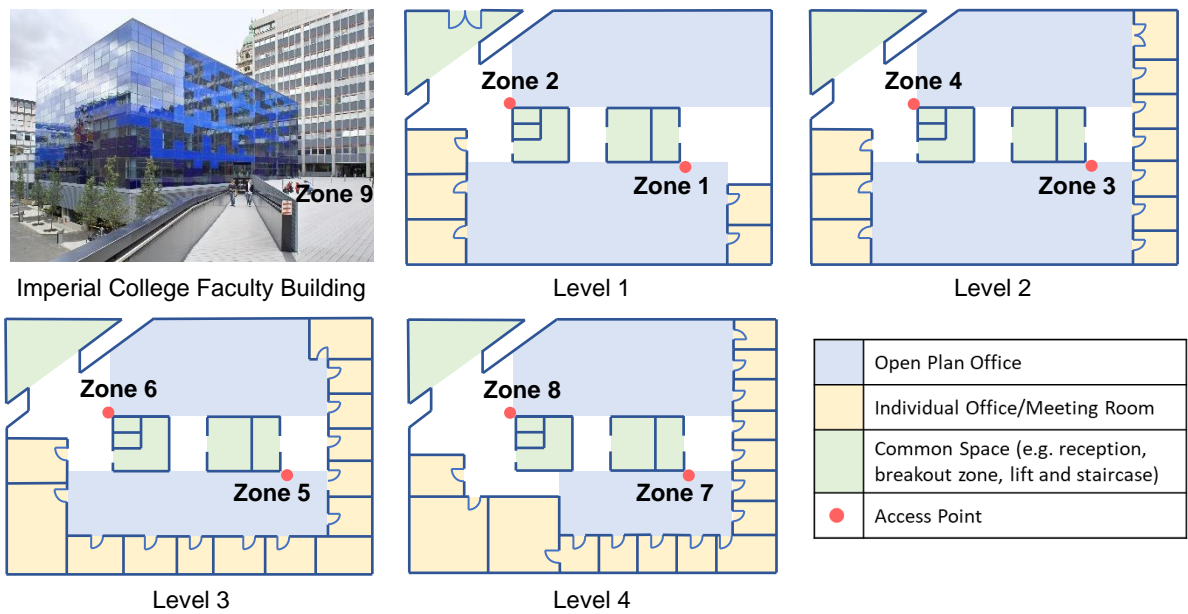 Zone 9
Imperial College Faculty Building
Zone 2
Zone 1
Level 1
Zone 4
Zone 3
Level 2
Zone 6
Zone 5
Level 3
Zone 8
Zone 7
Level 4
Open Plan Office
Individual Office/Meeting Room
Common Space (e.g. reception,
breakout zone, lift and staircase)
Access Point